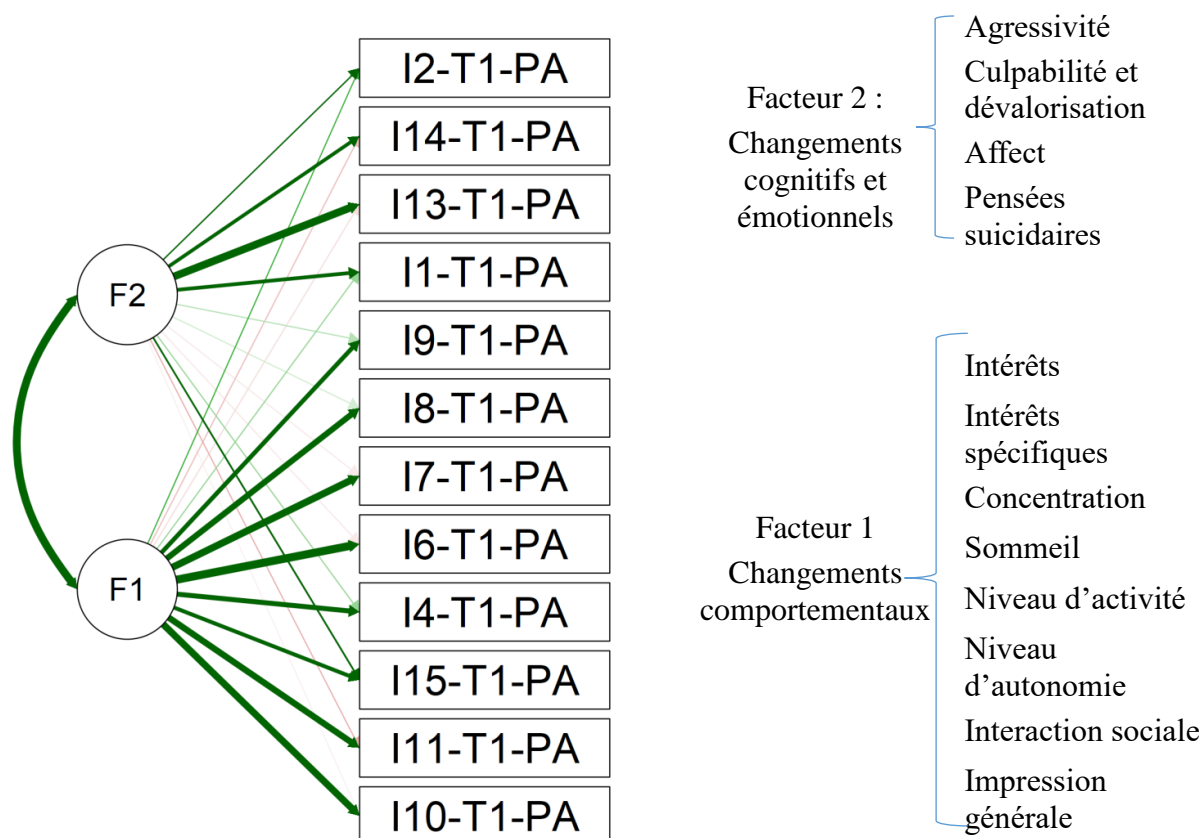 I2-T1-PA
I14-T1-PA
I13-T1-PA
I1-T1-PA
I9-T1-PA
I8-T1-PA
I7-T1-PA
I6-T1-PA
I4-T1-PA
I15-T1-PA
I11-T1-PA
I10-T1-PA
F2
F1
Facteur 2 :
Changements
cognitifs et
émotionnels
Agressivité
Culpabilité et
dévalorisation
Affect
Pensées
suicidaires
Facteur 1
Changements
comportementaux
Intérêts
Intérêts
spécifiques
Concentration
Sommeil
Niveau d’activité
Niveau
d’autonomie
Interaction sociale
Impression
générale